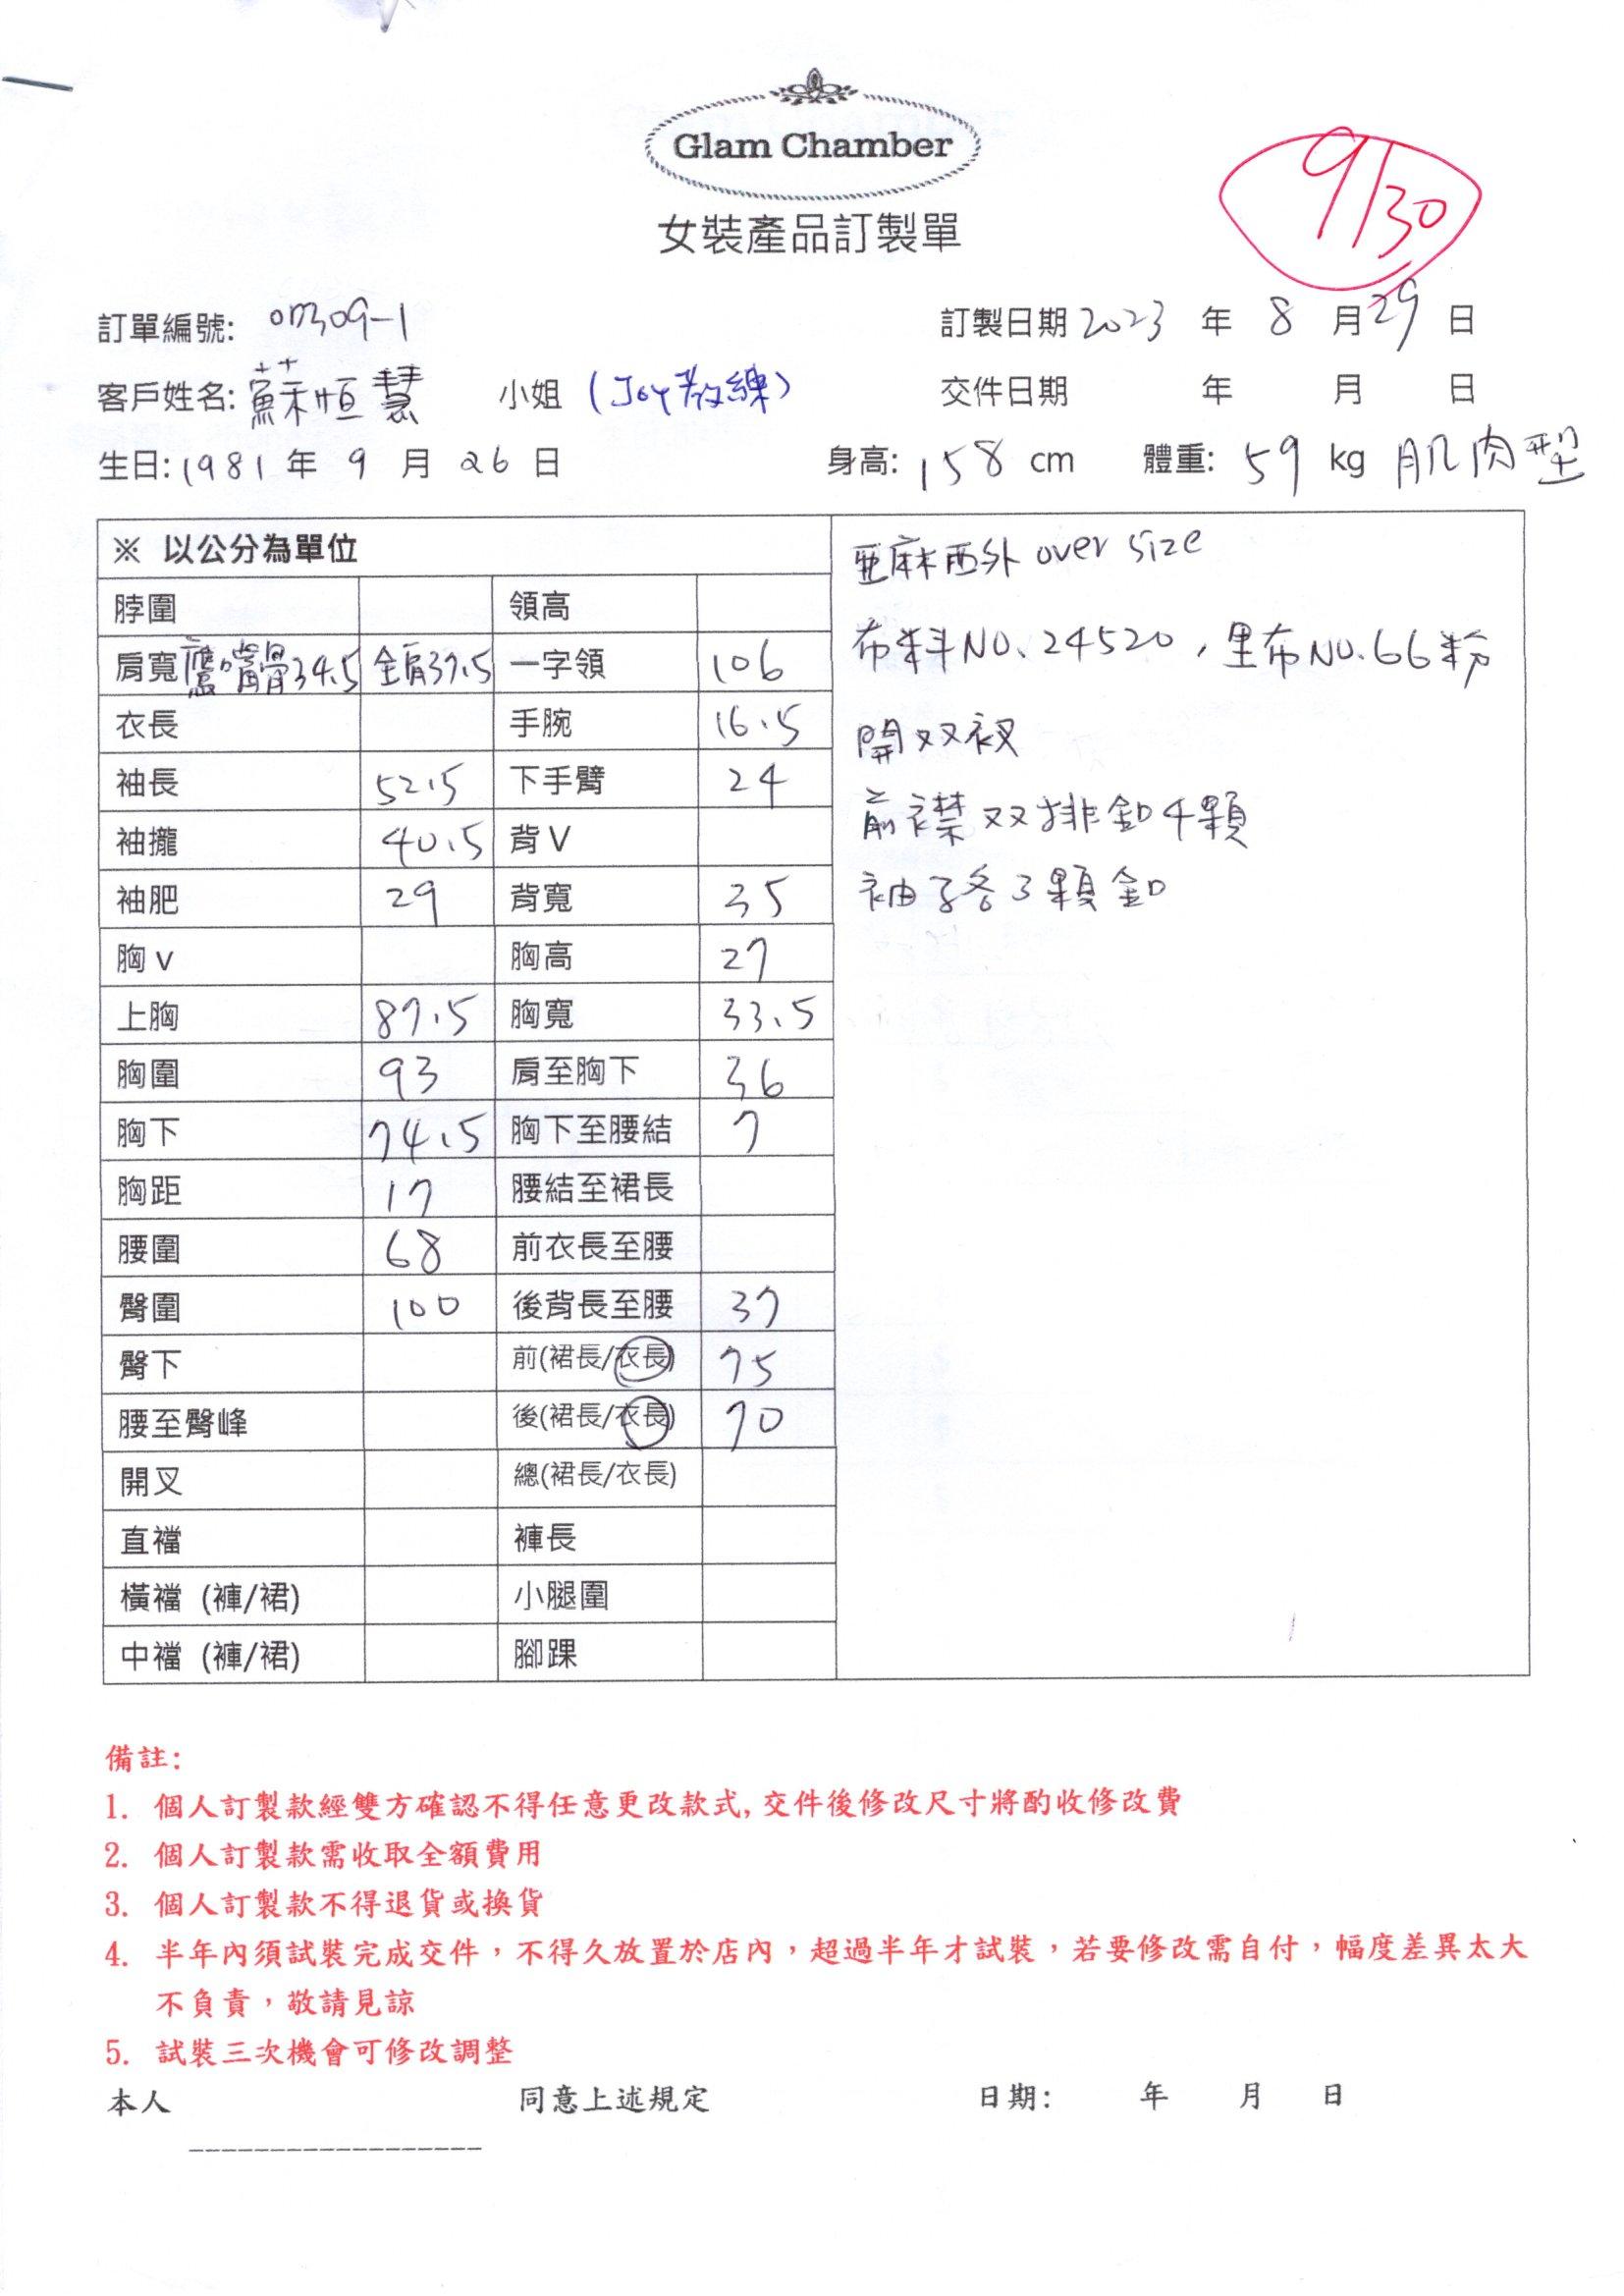 Glam Chamber
9/30
女裝產品訂製單
訂單編號: 0m309-1 訂製日期 2023 年 8 月 29 日
客戶姓名: 蘇恒慧 小姐 (Joy教練) 交件日期 年 月 日
生日: 1981 年 9 月 26 日 身高: 158 cm 體重: 59 kg 肌肉型
※ 以公分為單位
脖圍 領高
肩寬 鷹嘴骨34.5 全肩37.5 一字領 106
衣長 手腕 16.5
袖長 52.5 下手臂 24
袖攏 40.5 背V
袖肥 29 背寬 35
胸v 胸高 27
上胸 87.5 胸寬 33.5
胸圍 93 肩至胸下 36
胸下 74.5 胸下至腰結 7
胸距 17 腰結至裙長
腰圍 68 前衣長至腰
臀圍 100 後背長至腰 37
臀下 前(裙長/衣長) 75
腰至臀峰 後(裙長/衣長) 70
開叉 總(裙長/衣長)
直襠 褲長
橫襠 (褲/裙) 小腿圍
中襠 (褲/裙) 腳踝
亜麻西外 over size
布料NO.24520，里布NO.66粉
開双衩
前襟双排釦4顆
袖子各3顆釦
備註:
1. 個人訂製款經雙方確認不得任意更改款式,交件後修改尺寸將酌收修改費
2. 個人訂製款需收取全額費用
3. 個人訂製款不得退貨或換貨
4. 半年內須試裝完成交件，不得久放置於店內，超過半年才試裝，若要修改需自付，幅度差異太大
不負責，敬請見諒
5. 試裝三次機會可修改調整
本人 同意上述規定 日期: 年 月 日